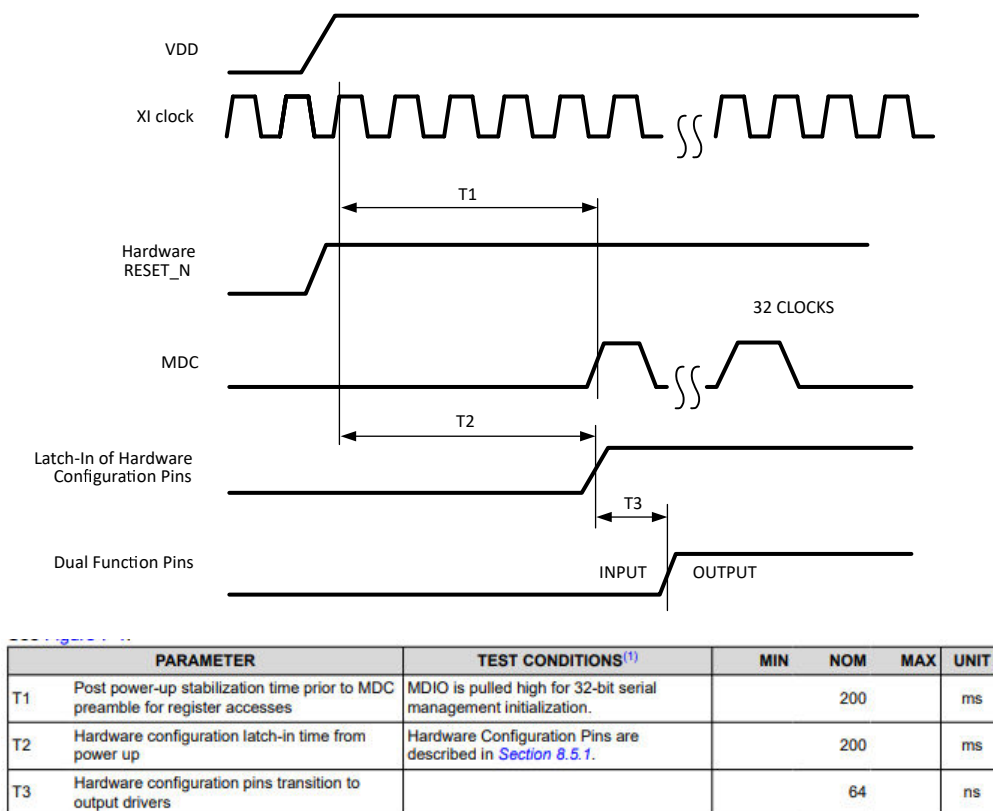 VDD
XI clock
T1
Hardware
RESET_N
32 CLOCKS
MDC
T2
Latch-In of Hardware
Configuration Pins
T3
Dual Function Pins
INPUT
OUTPUT
PARAMETER TEST CONDITIONS(1) MIN NOM MAX UNIT
T1 Post power-up stabilization time prior to MDC preamble for register accesses MDIO is pulled high for 32-bit serial management initialization. 200 ms
T2 Hardware configuration latch-in time from power up Hardware Configuration Pins are described in Section 8.5.1. 200 ms
T3 Hardware configuration pins transition to output drivers 64 ns